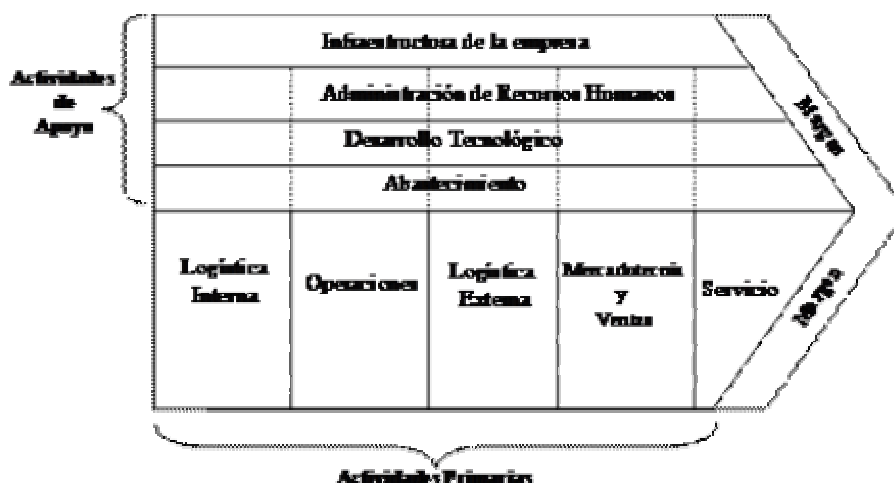 Infraestructura de la empresa
Actividades
de
Apoyo
Administración de Recursos Humanos
Desarrollo Tecnológico
Abastecimiento
Margen
Logística
Interna
Operaciones
Logística
Externa
Mercadotecnia
y
Ventas
Servicio
Margen
Actividades Primarias